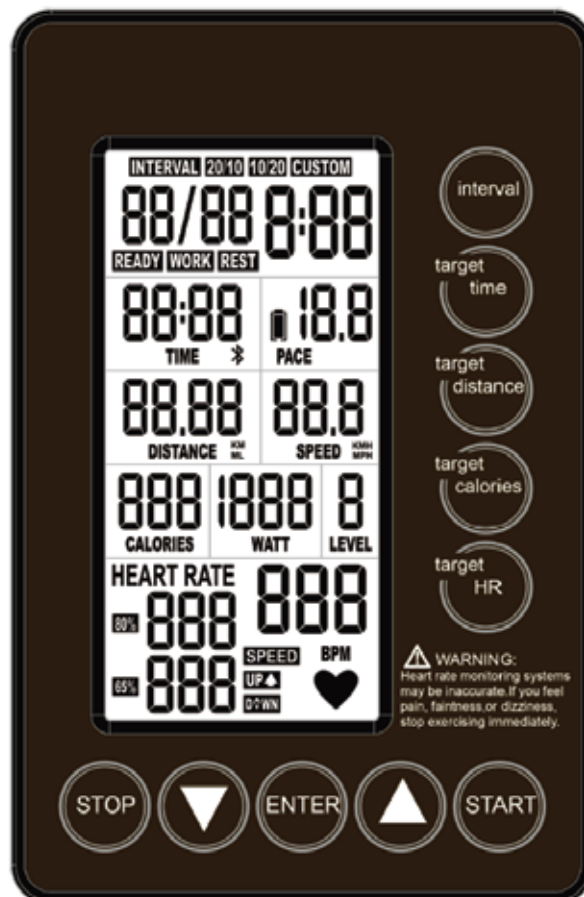 INTERVAL 20/10 10/20 CUSTOM
88/88 8:88
READY WORK REST
88:88 18.8
TIME PACE
88.88 88.8
DISTANCE KM ML SPEED KMH MPH
888 1888 8
CALORIES WATT LEVEL
HEART RATE
888
80% 888
SPEED BPM
65% 888 UP
DOWN
interval
target
time
target
distance
target
calories
target
HR
WARNING:
Heart rate monitoring systems
may be inaccurate.If you feel
pain, faintness,or dizziness,
stop exercising immediately.
STOP ENTER START